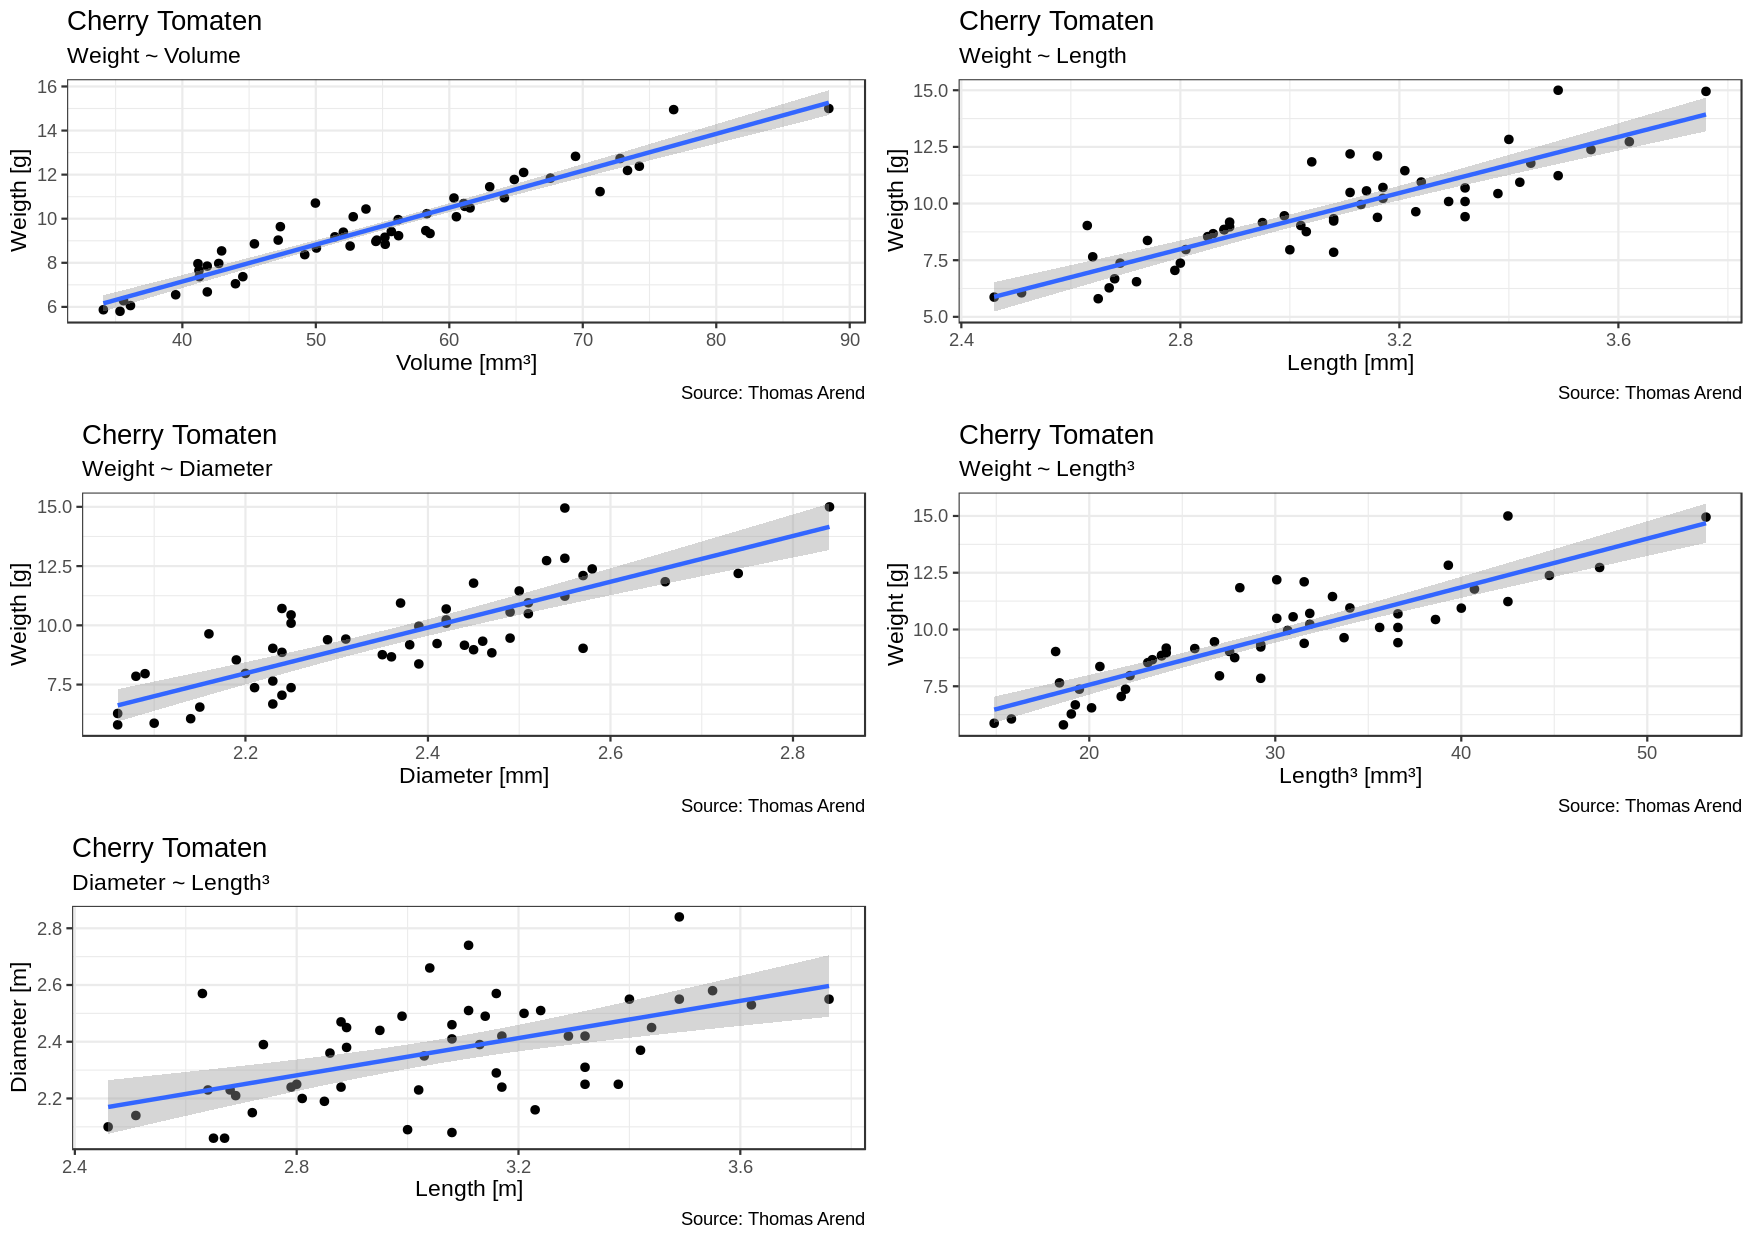 Cherry Tomaten
Weight ~ Volume
Weigth [g]
16
14
12
10
8
6
40 50 60 70 80 90
Volume [mm³]
Source: Thomas Arend
Cherry Tomaten
Weight ~ Length
Weigth [g]
15.0
12.5
10.0
7.5
5.0
2.4 2.8 3.2 3.6
Length [mm]
Source: Thomas Arend
Cherry Tomaten
Weight ~ Diameter
Weigth [g]
15.0
12.5
10.0
7.5
2.2 2.4 2.6 2.8
Diameter [mm]
Source: Thomas Arend
Cherry Tomaten
Weight ~ Length³
Weight [g]
15.0
12.5
10.0
7.5
20 30 40 50
Length³ [mm³]
Source: Thomas Arend
Cherry Tomaten
Diameter ~ Length³
Diameter [m]
2.8
2.6
2.4
2.2
2.4 2.8 3.2 3.6
Length [m]
Source: Thomas Arend